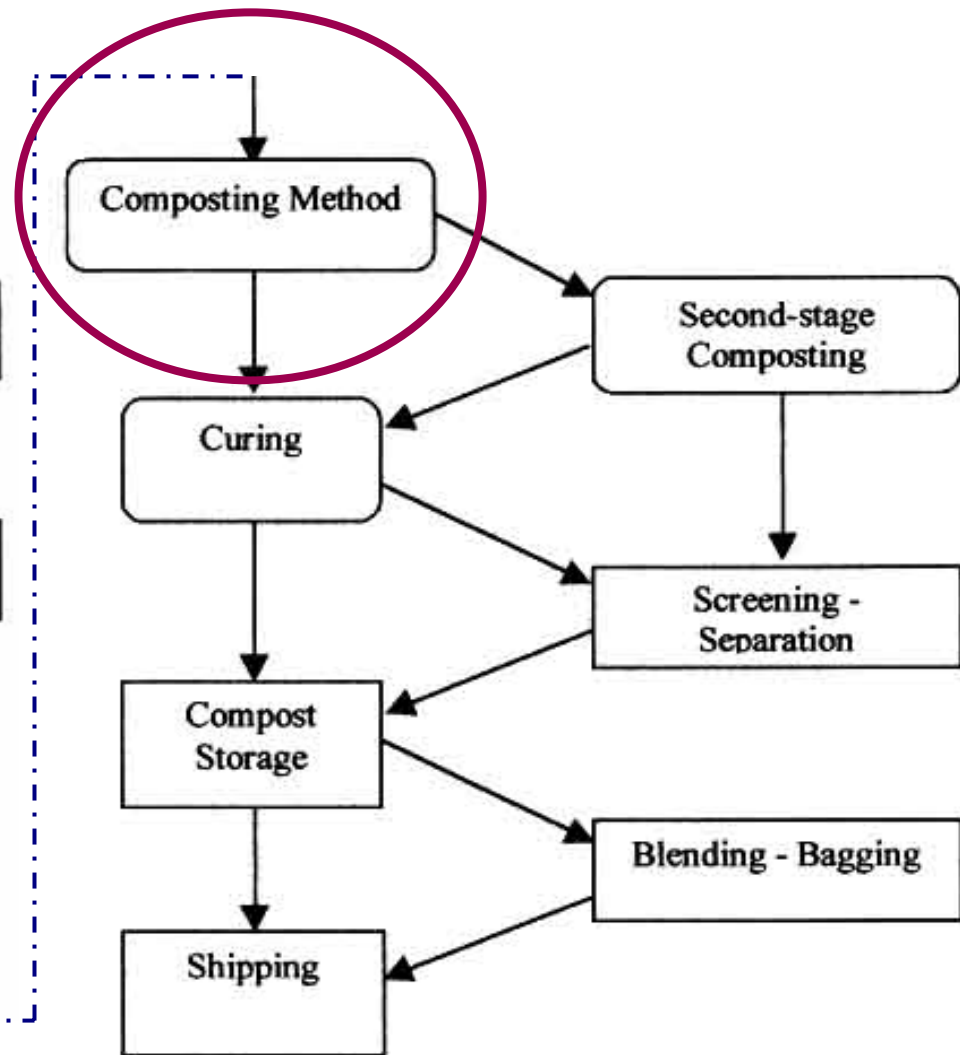 Composting Method
Second-stage
Composting
Curing
Screening -
Separation
Compost
Storage
Blending - Bagging
Shipping